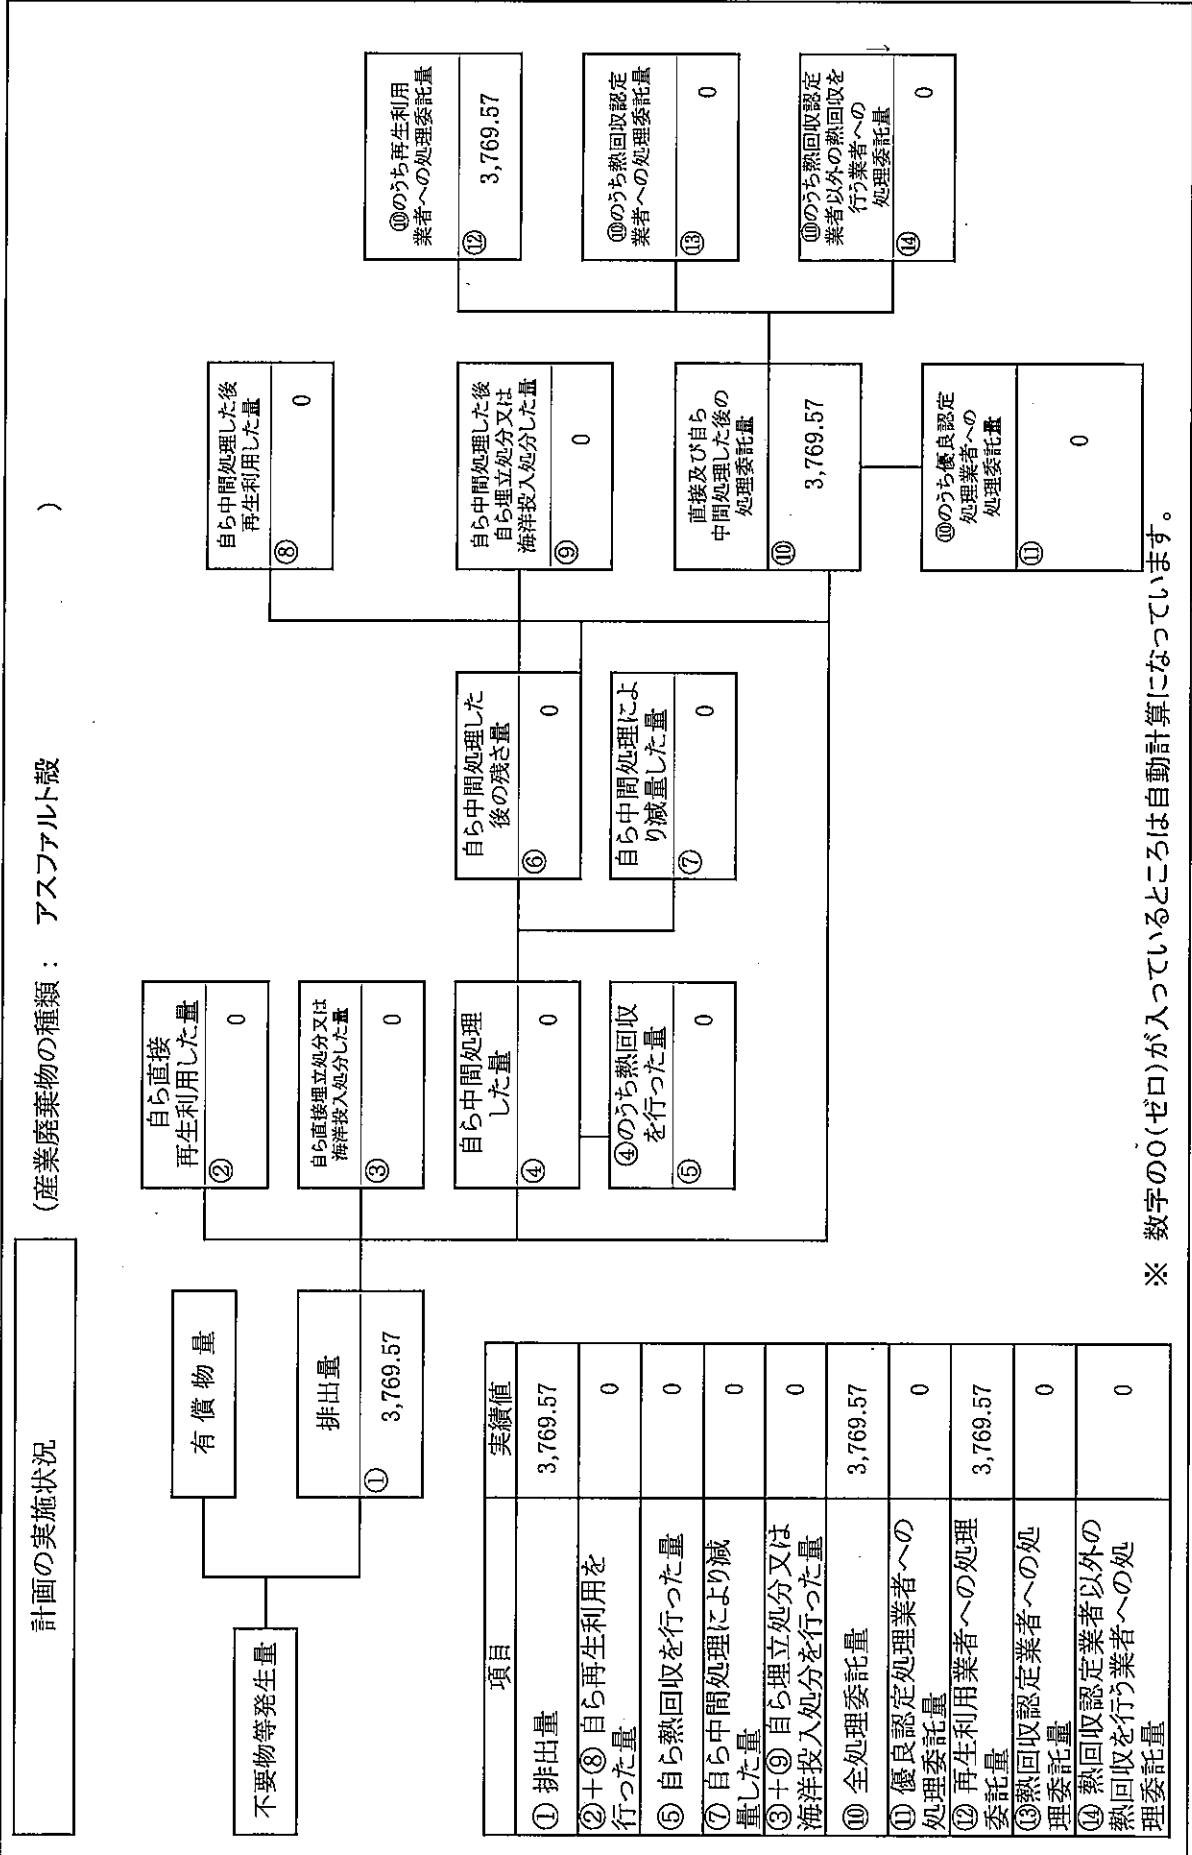 計画の実施状況
(産業廃棄物の種類： アスファルト殻 )
不要物等発生量
有償物量
排出量
① 3,769.57
自ら直接
再生利用した量
② 0
自ら直接埋立処分又は
海洋投入処分した量
③ 0
自ら中間処理
した量
④ 0
④のうち熱回収
を行った量
⑤ 0
自ら中間処理した
後の残さ量
⑥ 0
自ら中間処理によ
り減量した量
⑦ 0
自ら中間処理した後
再生利用した量
⑧ 0
自ら中間処理した後
自ら埋立処分又は
海洋投入処分した量
⑨ 0
直接及び自ら
中間処理した後の
処理委託量
⑩ 3,769.57
⑩のうち優良認定
処理業者への
処理委託量
⑪ 0
⑩のうち再生利用
業者への処理委託量
⑫ 3,769.57
⑩のうち熱回収認定
業者への処理委託量
⑬ 0
⑩のうち熱回収認定
業者以外の熱回収を
行う業者への
処理委託量
⑭ 0
項目 実績値
① 排出量 3,769.57
②＋⑧ 自ら再生利用を
行った量 0
⑤ 自ら熱回収を行った量 0
⑦ 自ら中間処理により減
量した量 0
③＋⑨ 自ら埋立処分又は
海洋投入処分を行った量 0
⑩ 全処理委託量 3,769.57
⑪ 優良認定処理業者への
処理委託量 0
⑫ 再生利用業者への処理
委託量 3,769.57
⑬熱回収認定業者への処
理委託量 0
⑭ 熱回収認定業者以外の
熱回収を行う業者への処
理委託量 0
※ 数字の0(ゼロ)が入っているところは自動計算になっています。